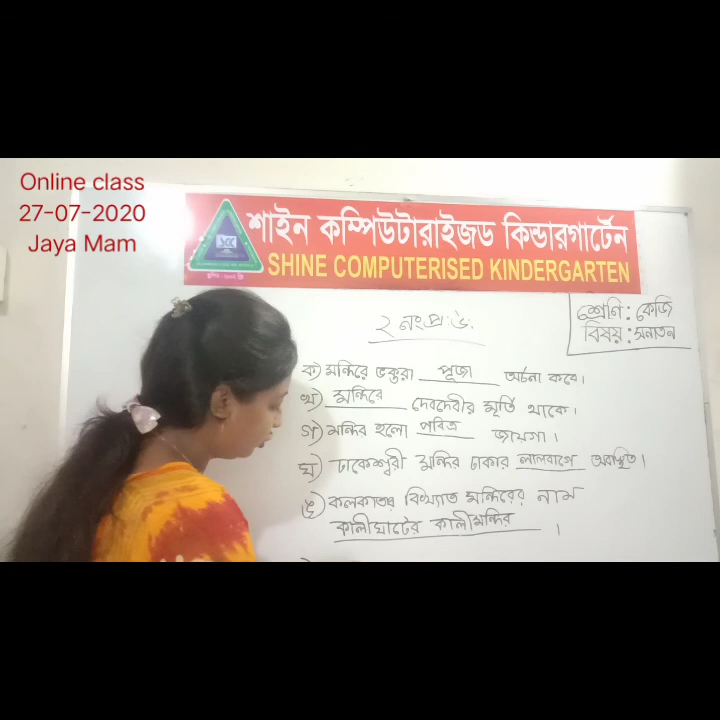 Online class
27-07-2020
Jaya Mam
শাইন কম্পিউটারাইজড কিন্ডারগার্টেন
SHINE COMPUTERISED KINDERGARTEN
শ্রেণি : কেজি
বিষয় : সনাতন
২ নং প্র: উ:
ক) মন্দিরে ভক্তরা পূজা অর্চনা করে।
খ) মন্দিরে দেবদেবীর মূর্তি থাকে।
গ) মন্দির হলো পবিত্র জায়গা।
ঘ) ঢাকেশ্বরী মন্দির ঢাকার লালবাগে অবস্থিত।
ঙ) কলকাতার বিখ্যাত মন্দিরের নাম
কালীঘাটের কালীমন্দির ।